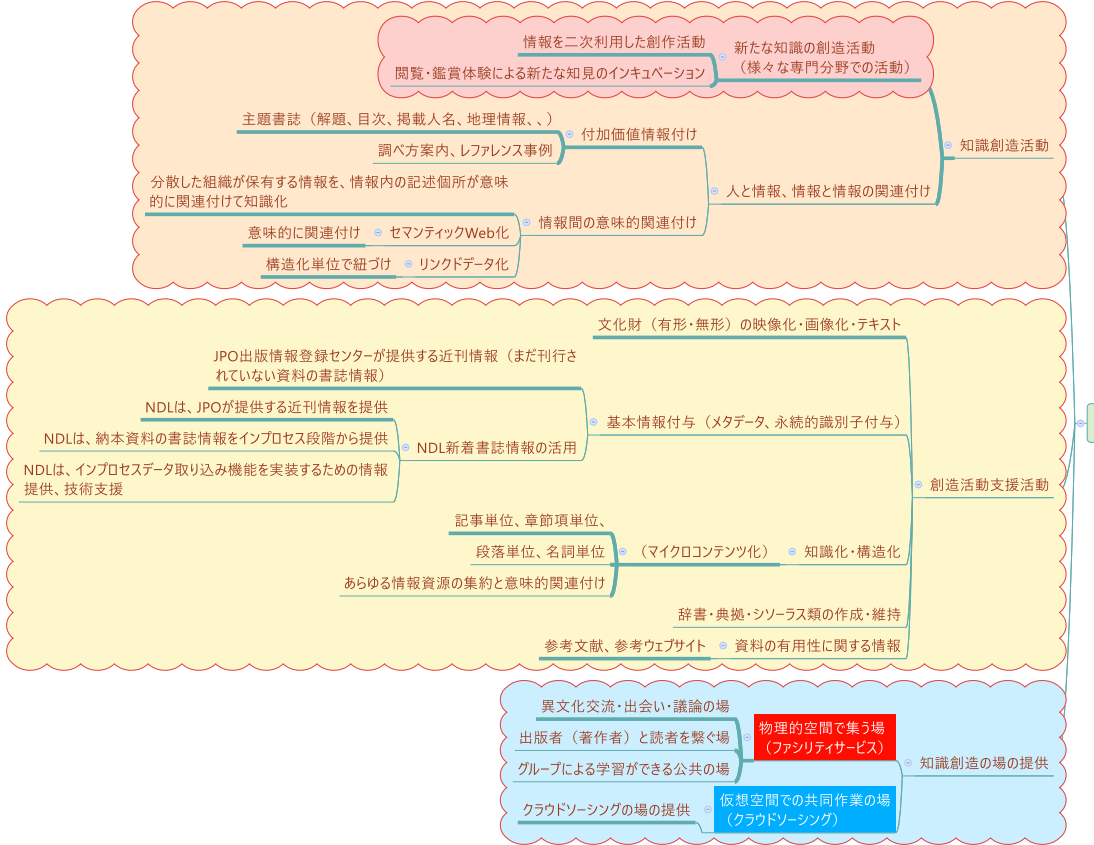 情報を二次利用した創作活動
閲覧・鑑賞体験による新たな知見のインキュベーション
新たな知識の創造活動
（様々な専門分野での活動）
主題書誌（解題、目次、掲載人名、地理情報、、）
調べ方案内、レファレンス事例
付加価値情報付け
知識創造活動
分散した組織が保有する情報を、情報内の記述個所が意味
的に関連付けて知識化
意味的に関連付け
セマンティックWeb化
構造化単位で紐づけ
リンクドデータ化
情報間の意味的関連付け
人と情報、情報と情報の関連付け
文化財（有形・無形）の映像化・画像化・テキスト
JPO出版情報登録センターが提供する近刊情報（まだ刊行さ
れていない資料の書誌情報）
NDLは、JPOが提供する近刊情報を提供
NDLは、納本資料の書誌情報をインプロセス段階から提供
NDLは、インプロセスデータ取り込み機能を実装するための情報
提供、技術支援
NDL新着書誌情報の活用
基本情報付与（メタデータ、永続的識別子付与）
創造活動支援活動
記事単位、章節項単位、
段落単位、名詞単位
あらゆる情報資源の集約と意味的関連付け
（マイクロコンテンツ化）
知識化・構造化
辞書・典拠・シソーラス類の作成・維持
参考文献、参考ウェブサイト
資料の有用性に関する情報
異文化交流・出会い・議論の場
出版者（著作者）と読者を繋ぐ場
グループによる学習ができる公共の場
物理的空間で集う場
（ファシリティサービス）
知識創造の場の提供
クラウドソーシングの場の提供
仮想空間での共同作業の場
（クラウドソーシング）